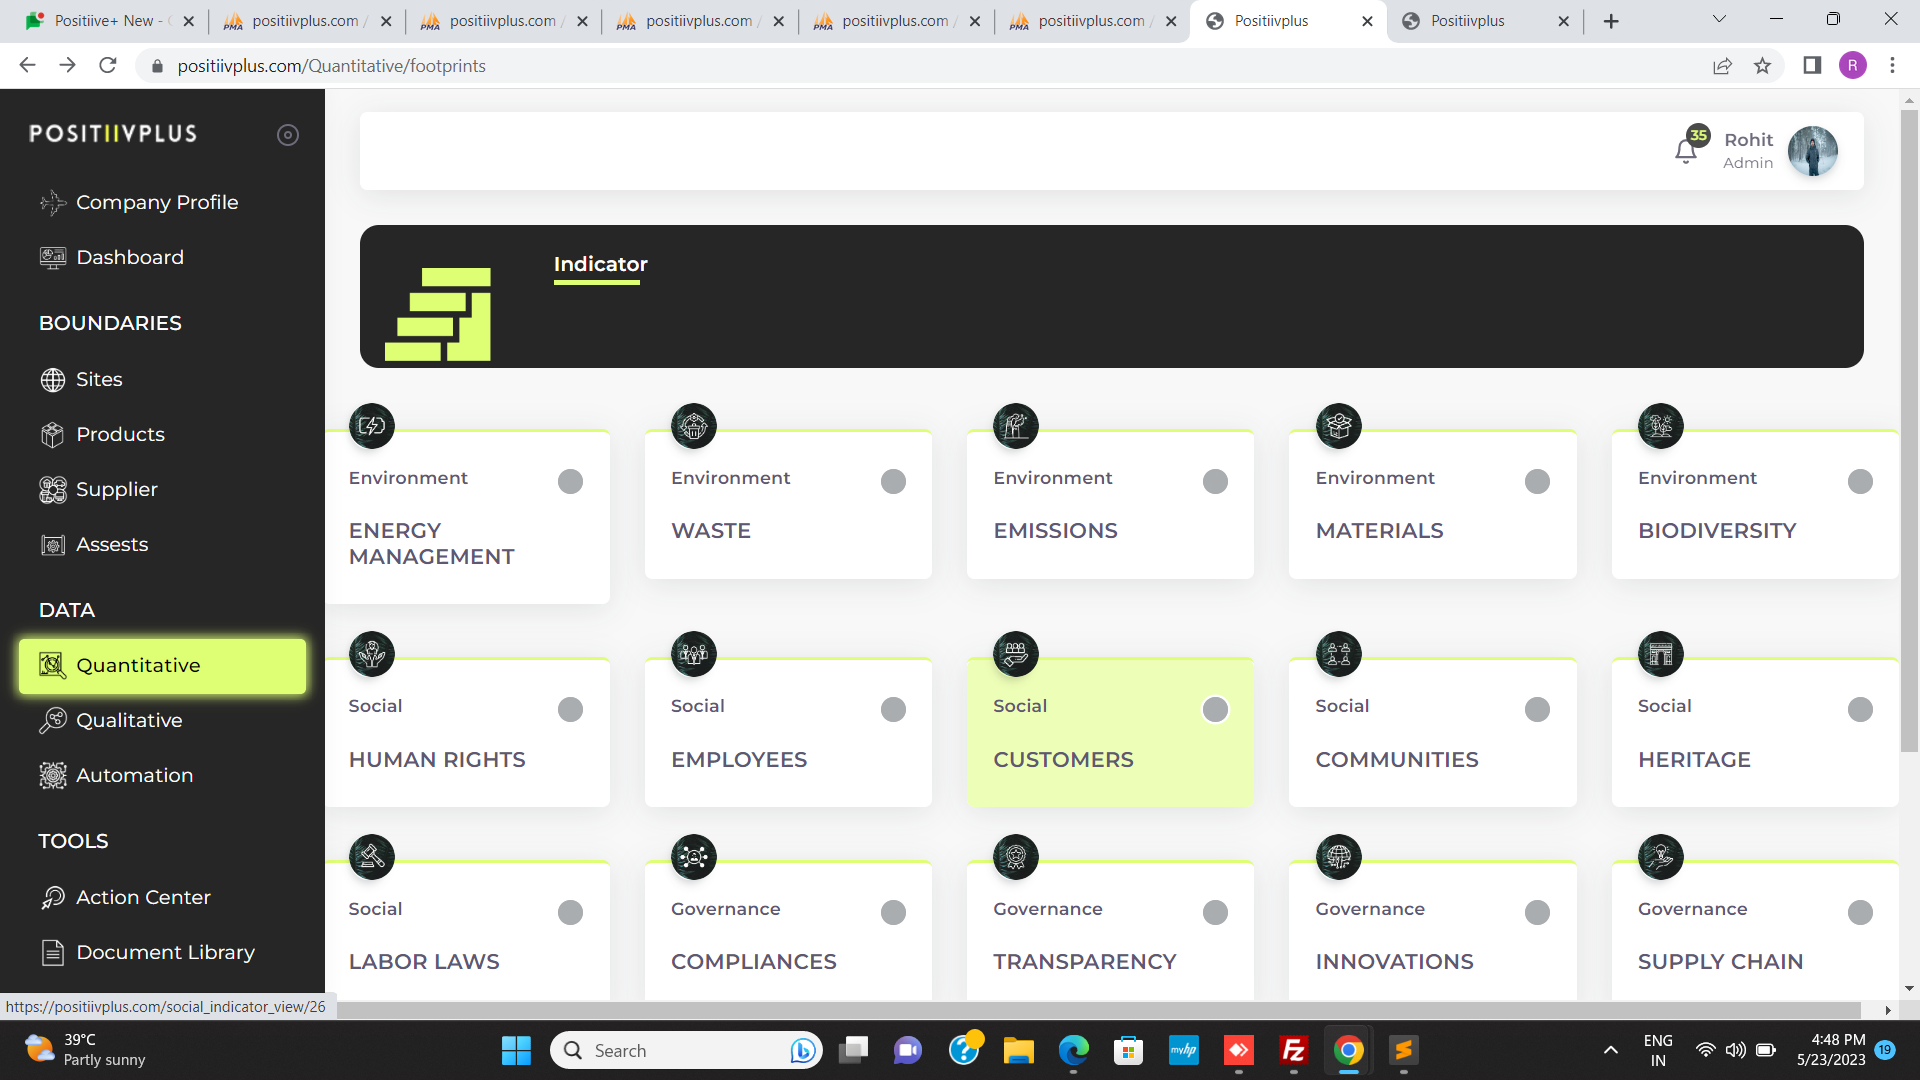 Positiive+ New -
positiivplus.com /
positiivplus.com /
positiivplus.com /
positiivplus.com /
positiivplus.com /
Positiivplus
Positiivplus
positiivplus.com/Quantitative/footprints
R
POSITIIVPLUS
Company Profile
Dashboard
BOUNDARIES
Sites
Products
Supplier
Assests
DATA
Quantitative
Qualitative
Automation
TOOLS
Action Center
Document Library
35
Rohit
Admin
Indicator
Environment
ENERGY
MANAGEMENT
Environment
WASTE
Environment
EMISSIONS
Environment
MATERIALS
Environment
BIODIVERSITY
Social
HUMAN RIGHTS
Social
EMPLOYEES
Social
CUSTOMERS
Social
COMMUNITIES
Social
HERITAGE
Social
LABOR LAWS
Governance
COMPLIANCES
Governance
TRANSPARENCY
Governance
INNOVATIONS
Governance
SUPPLY CHAIN
https://positiivplus.com/social_indicator_view/26
39°C
Partly sunny
Search
myhp
ENG
IN
4:48 PM
5/23/2023
19